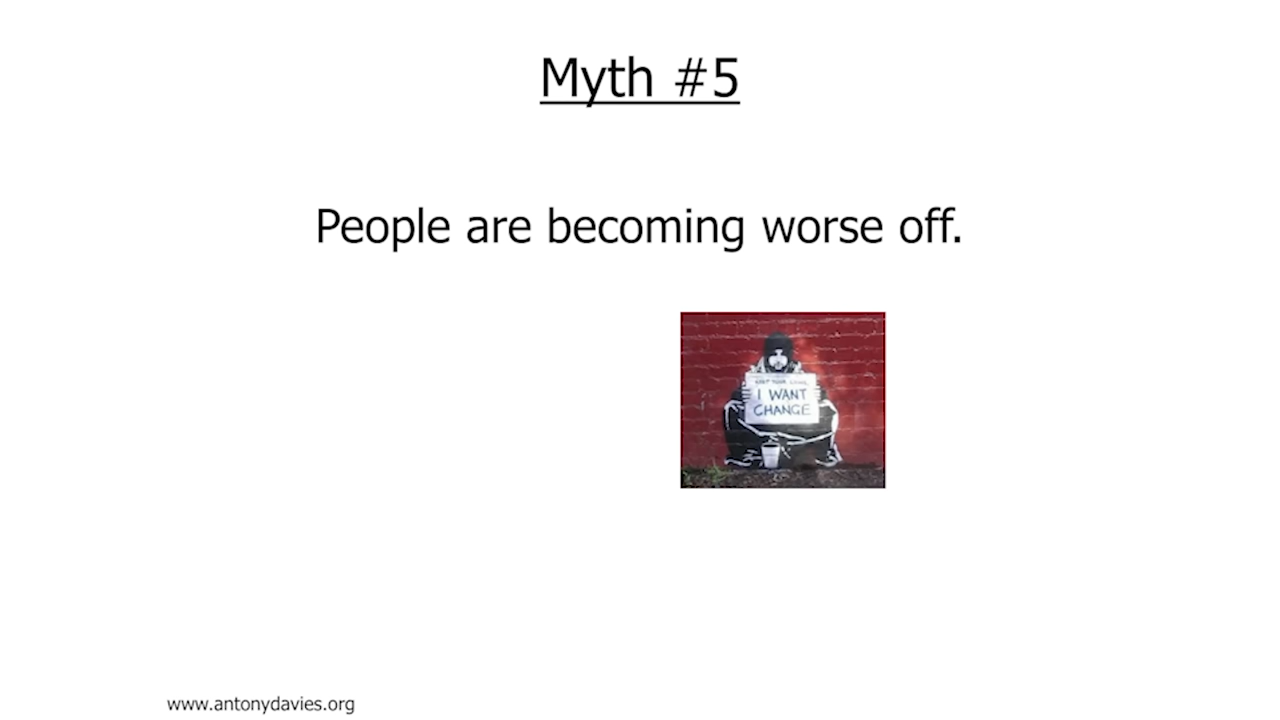 Myth #5
People are becoming worse off.
I WANT
CHANGE
www.antonydavies.org